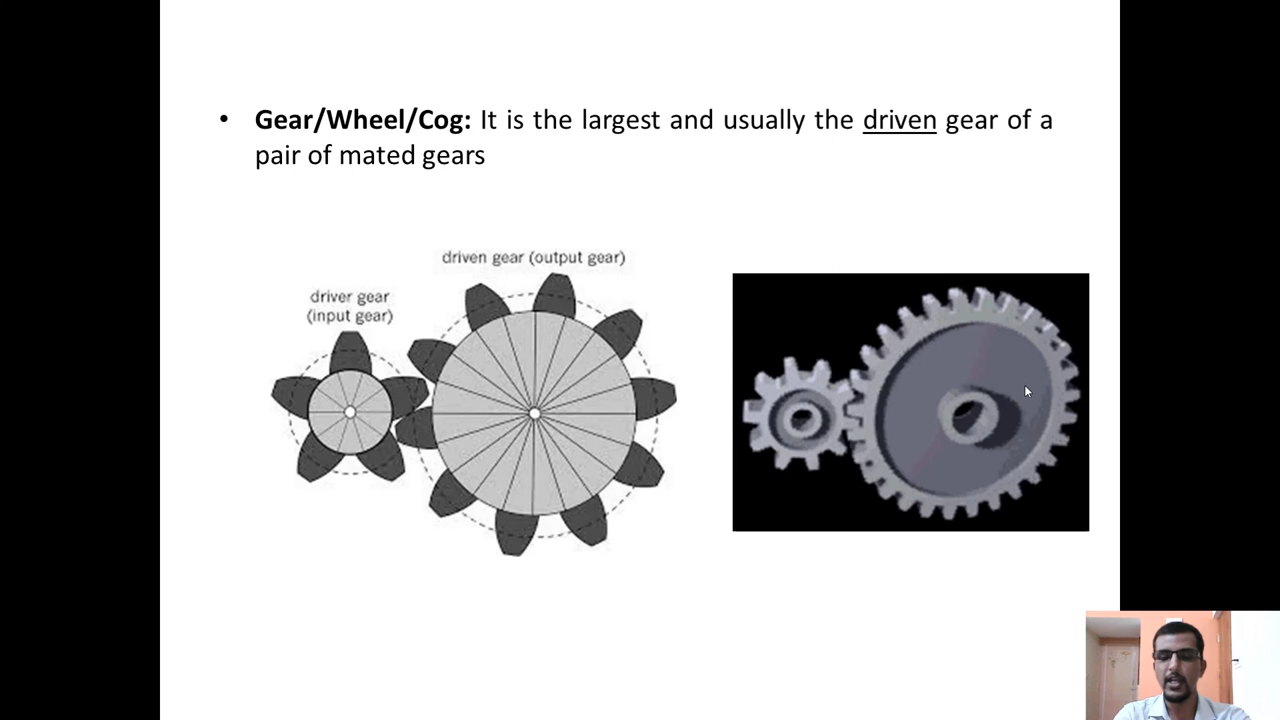 • Gear/Wheel/Cog: It is the largest and usually the driven gear of a
pair of mated gears
driven gear (output gear)
driver gear
(input gear)